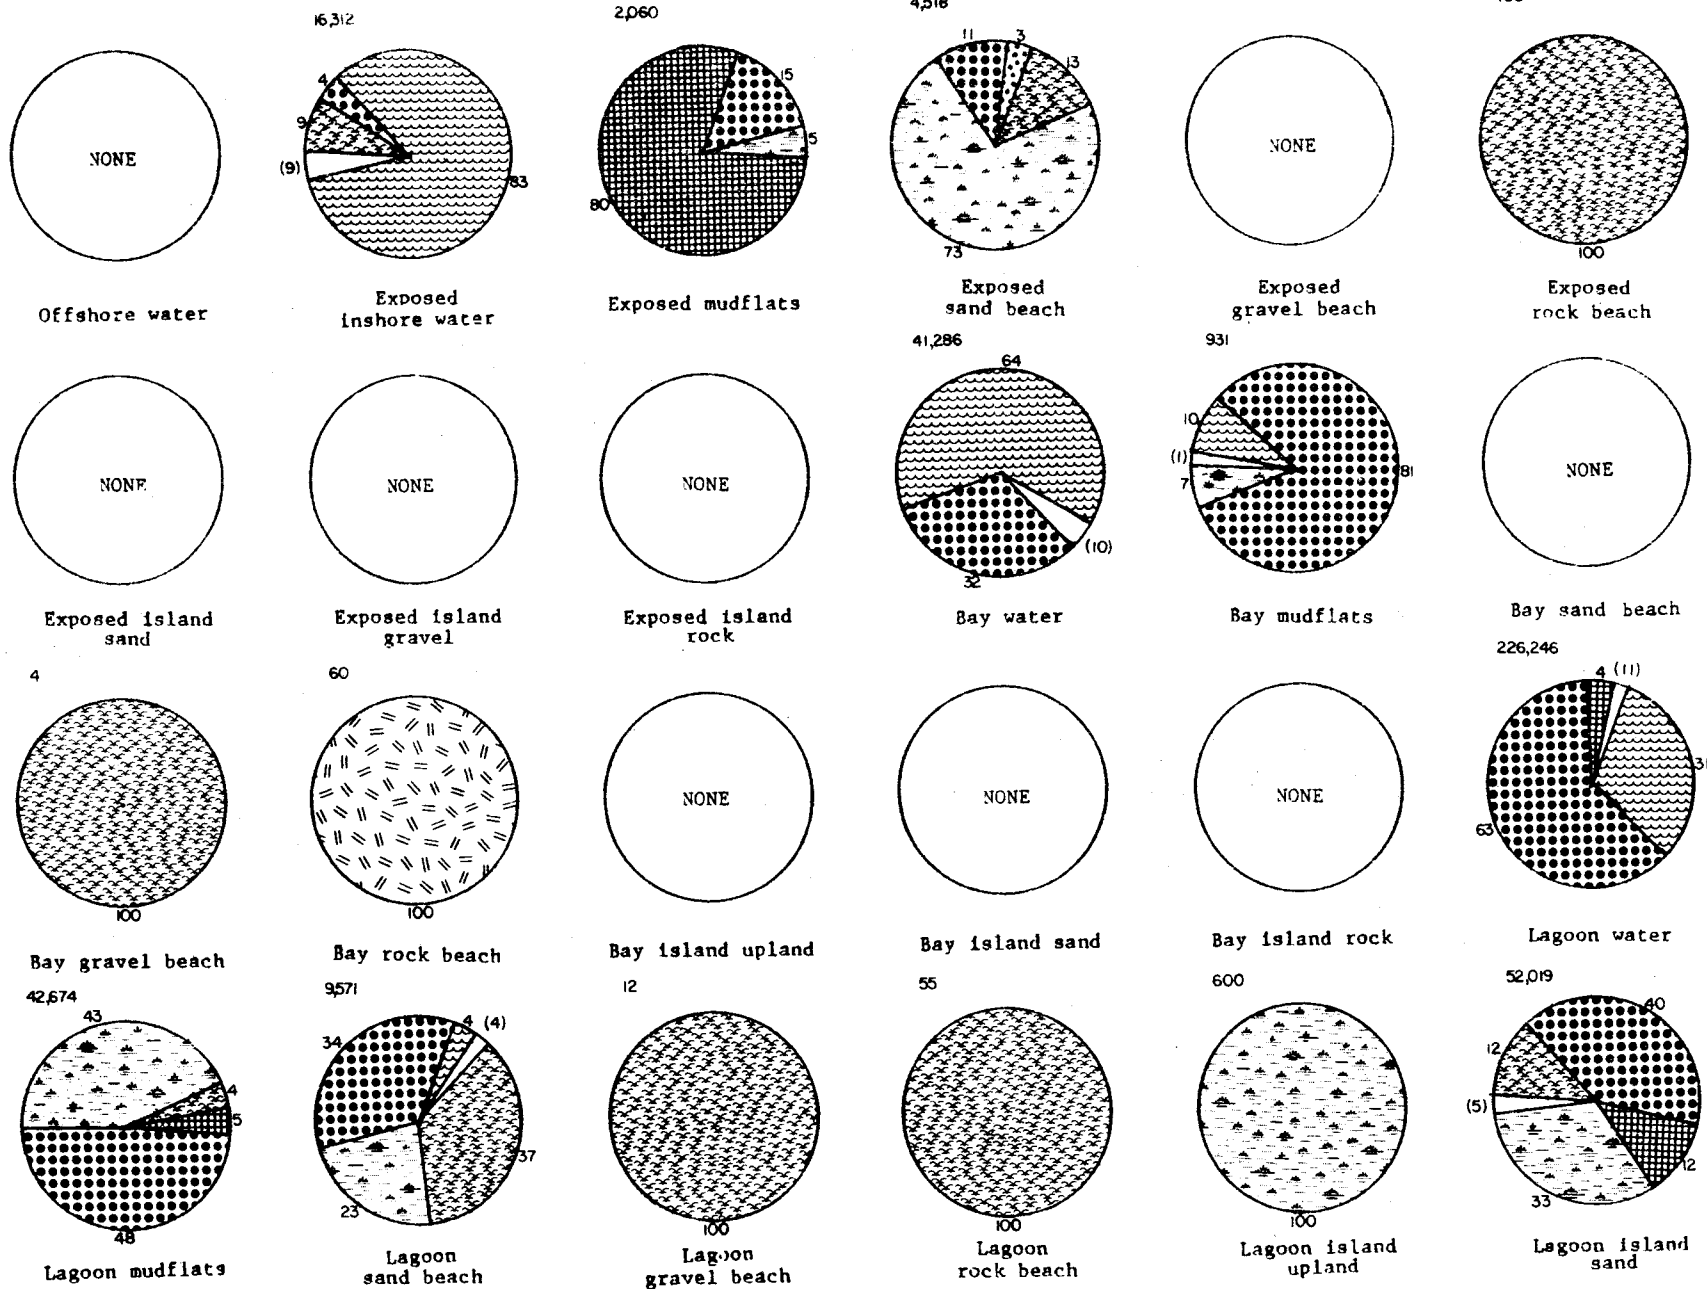 16,312
2,060
4,518
NONE
4
9
(9)
83
15
5
80
11
3
13
73
NONE
100
Offshore water
Exposed
inshore water
Exposed mudflats
Exposed
sand beach
Exposed
gravel beach
Exposed
rock beach
41,286
931
NONE
NONE
NONE
64
(10)
32
10
(1)
7
81
NONE
Exposed island
sand
Exposed island
gravel
Exposed island
rock
Bay water
Bay mudflats
Bay sand beach
4
60
226,246
100
100
NONE
NONE
NONE
4
(11)
31
63
Bay gravel beach
Bay rock beach
Bay island upland
Bay island sand
Bay island rock
Lagoon water
42,674
9,571
12
55
600
52,019
43
4
5
48
34
4
(4)
37
23
100
100
100
40
12
(5)
33
12
Lagoon mudflats
Lagoon
sand beach
Lagoon
gravel beach
Lagoon
rock beach
Lagoon island
upland
Lagoon island
sand